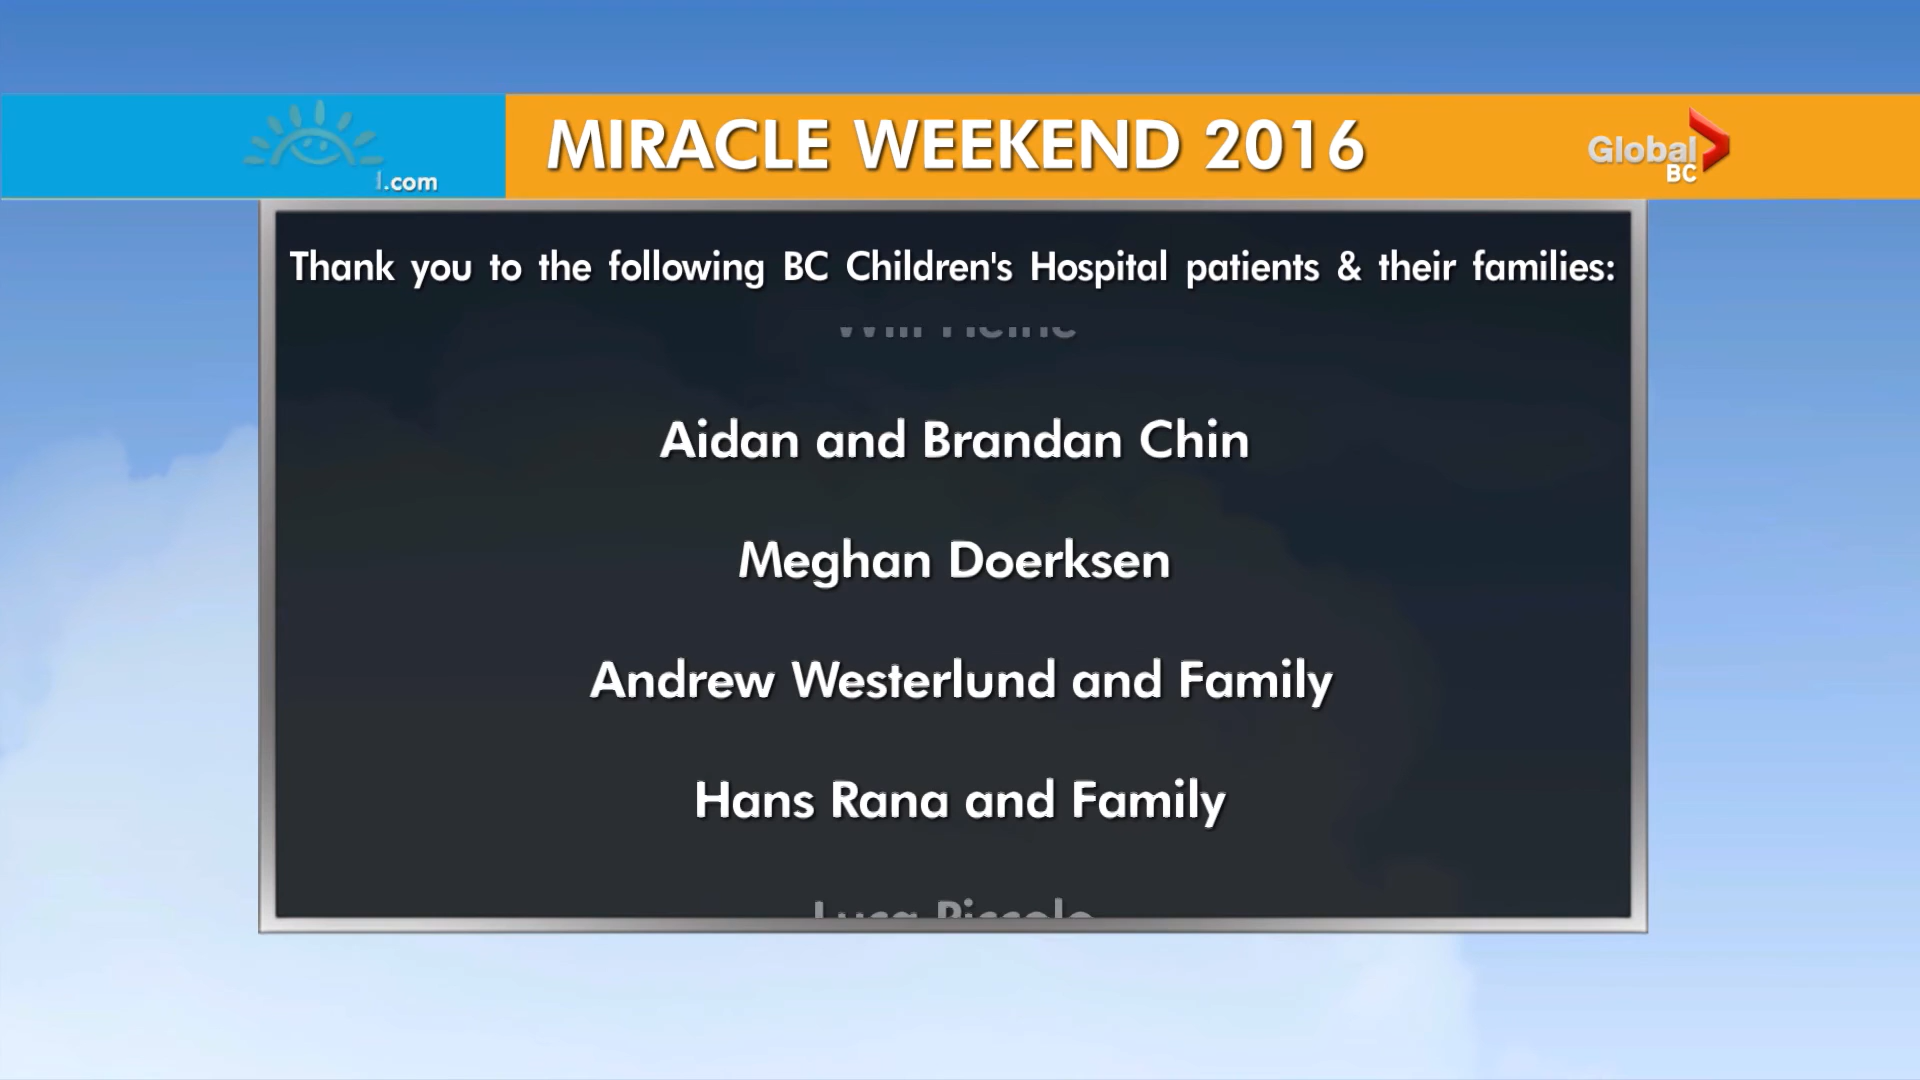 MIRACLE WEEKEND 2016
Global
BC
.com
Thank you to the following BC Children's Hospital patients & their families:
Aidan and Brandan Chin
Meghan Doerksen
Andrew Westerlund and Family
Hans Rana and Family